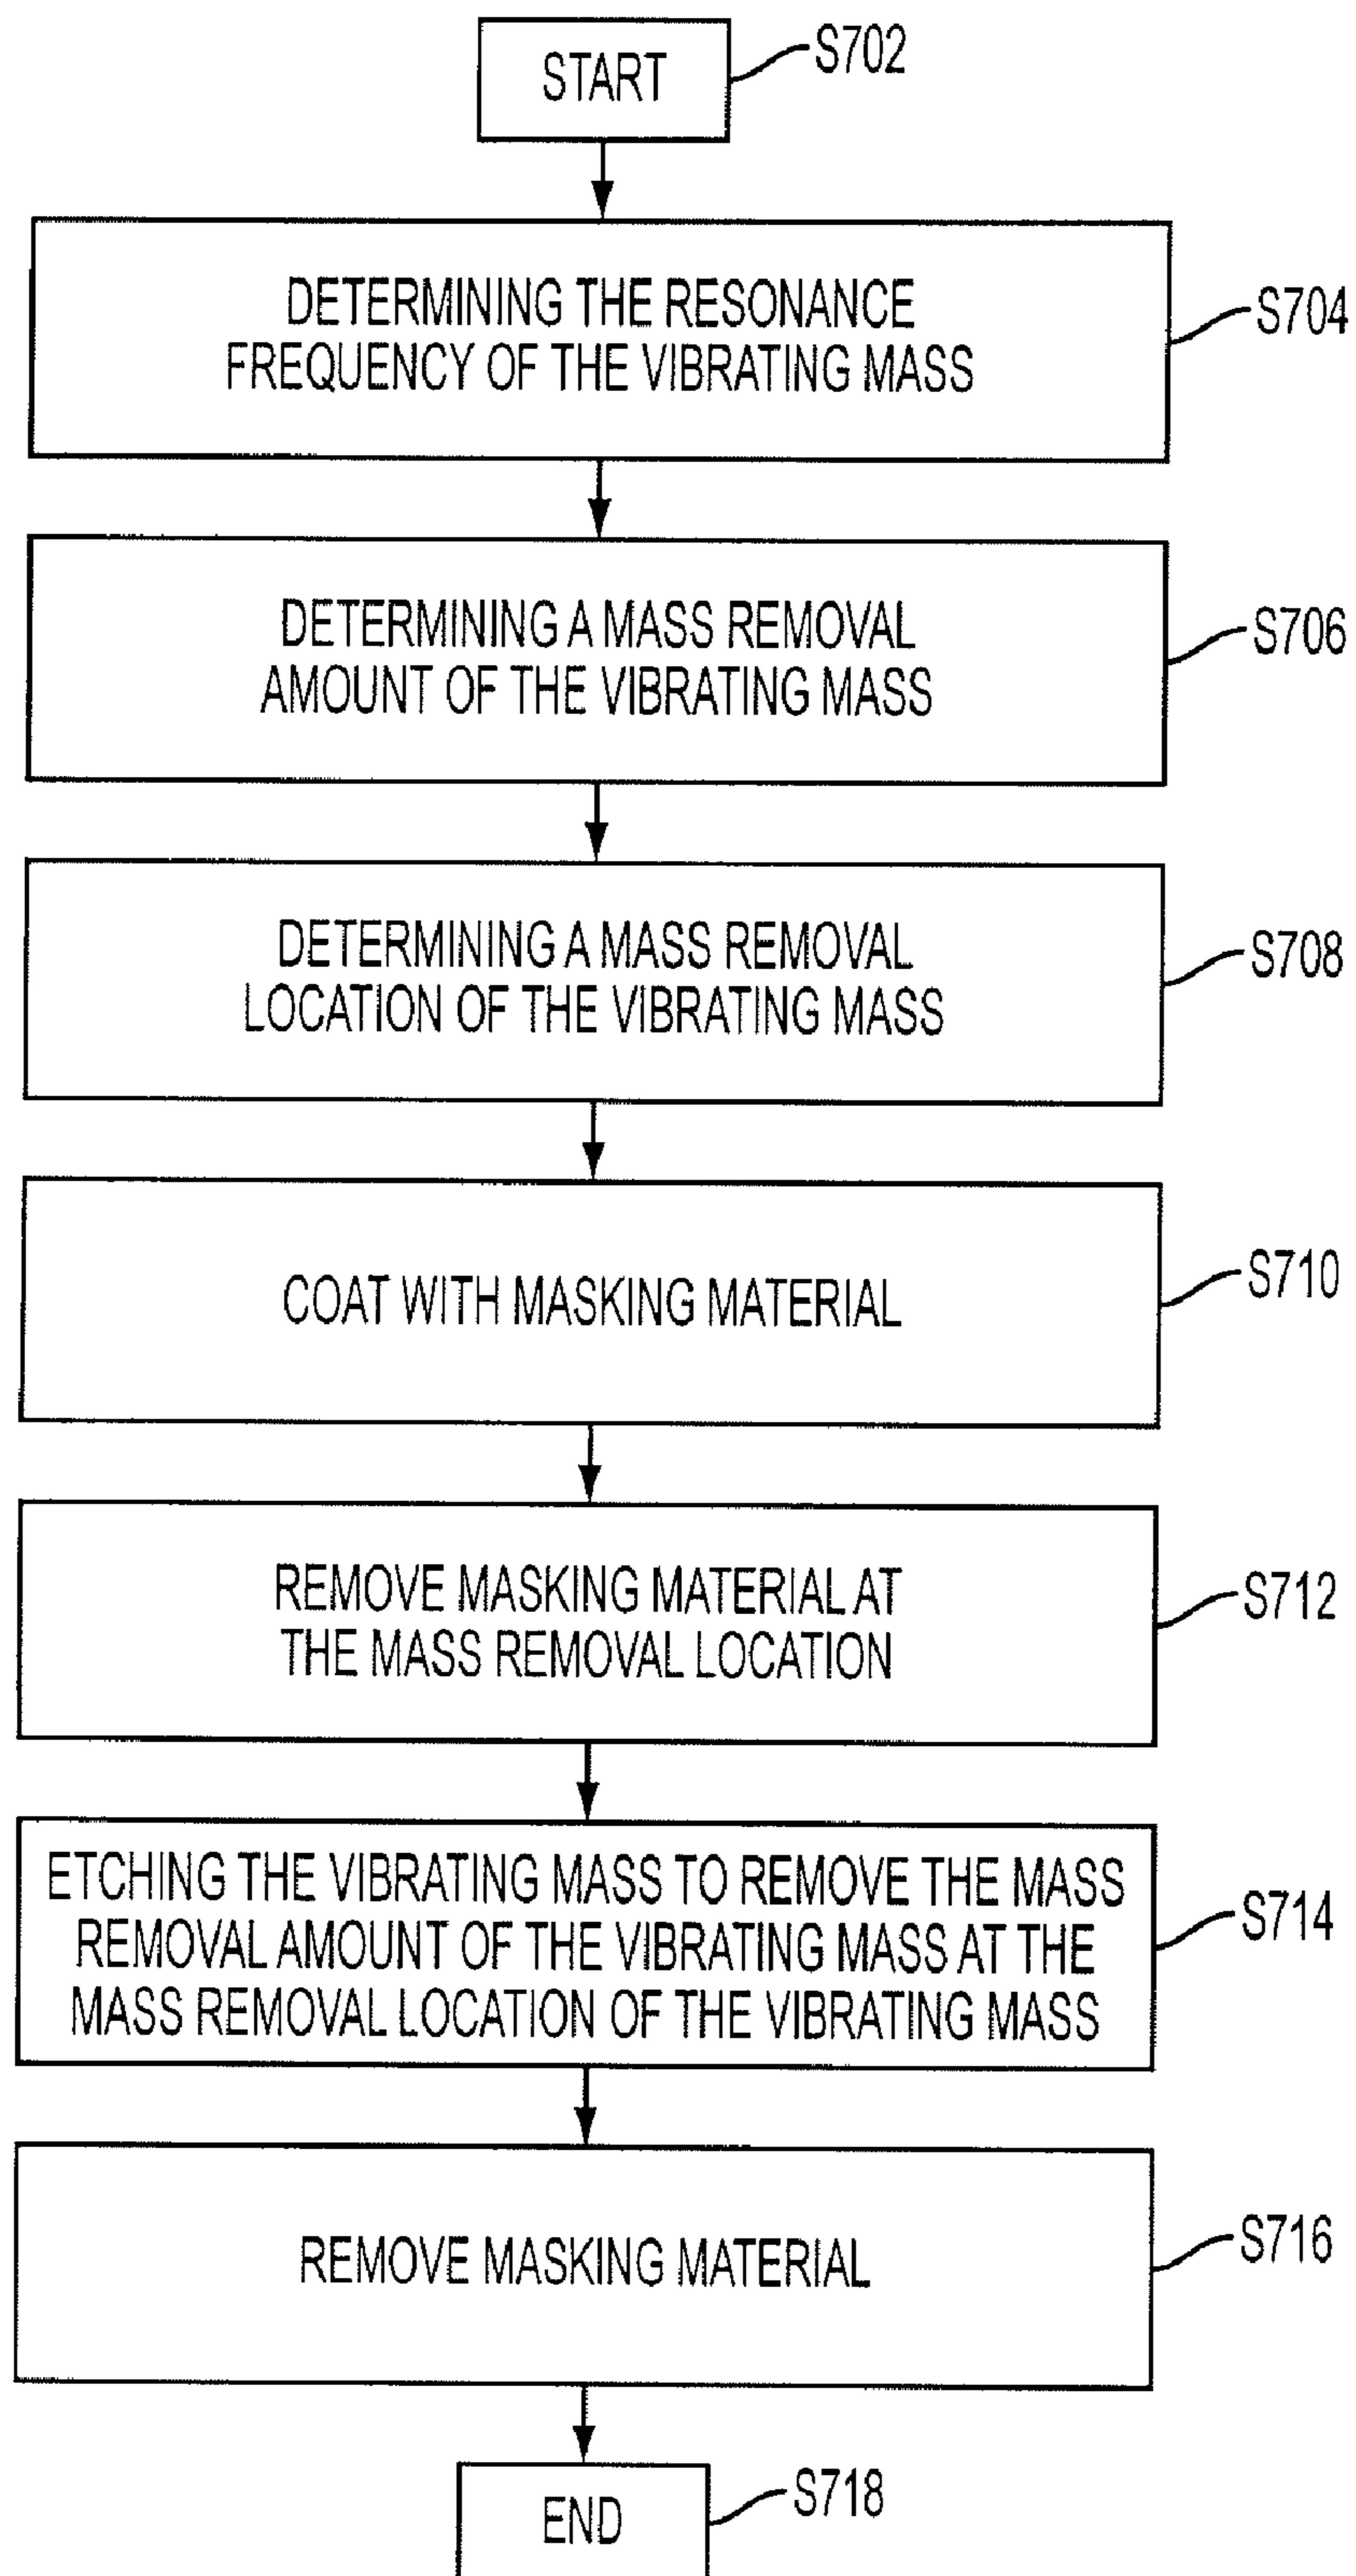 START
S702
DETERMINING THE RESONANCE
FREQUENCY OF THE VIBRATING MASS
S704
DETERMINING A MASS REMOVAL
AMOUNT OF THE VIBRATING MASS
S706
DETERMINING A MASS REMOVAL
LOCATION OF THE VIBRATING MASS
S708
COAT WITH MASKING MATERIAL
S710
REMOVE MASKING MATERIAL AT
THE MASS REMOVAL LOCATION
S712
ETCHING THE VIBRATING MASS TO REMOVE THE MASS
REMOVAL AMOUNT OF THE VIBRATING MASS AT THE
MASS REMOVAL LOCATION OF THE VIBRATING MASS
S714
REMOVE MASKING MATERIAL
S716
END
S718